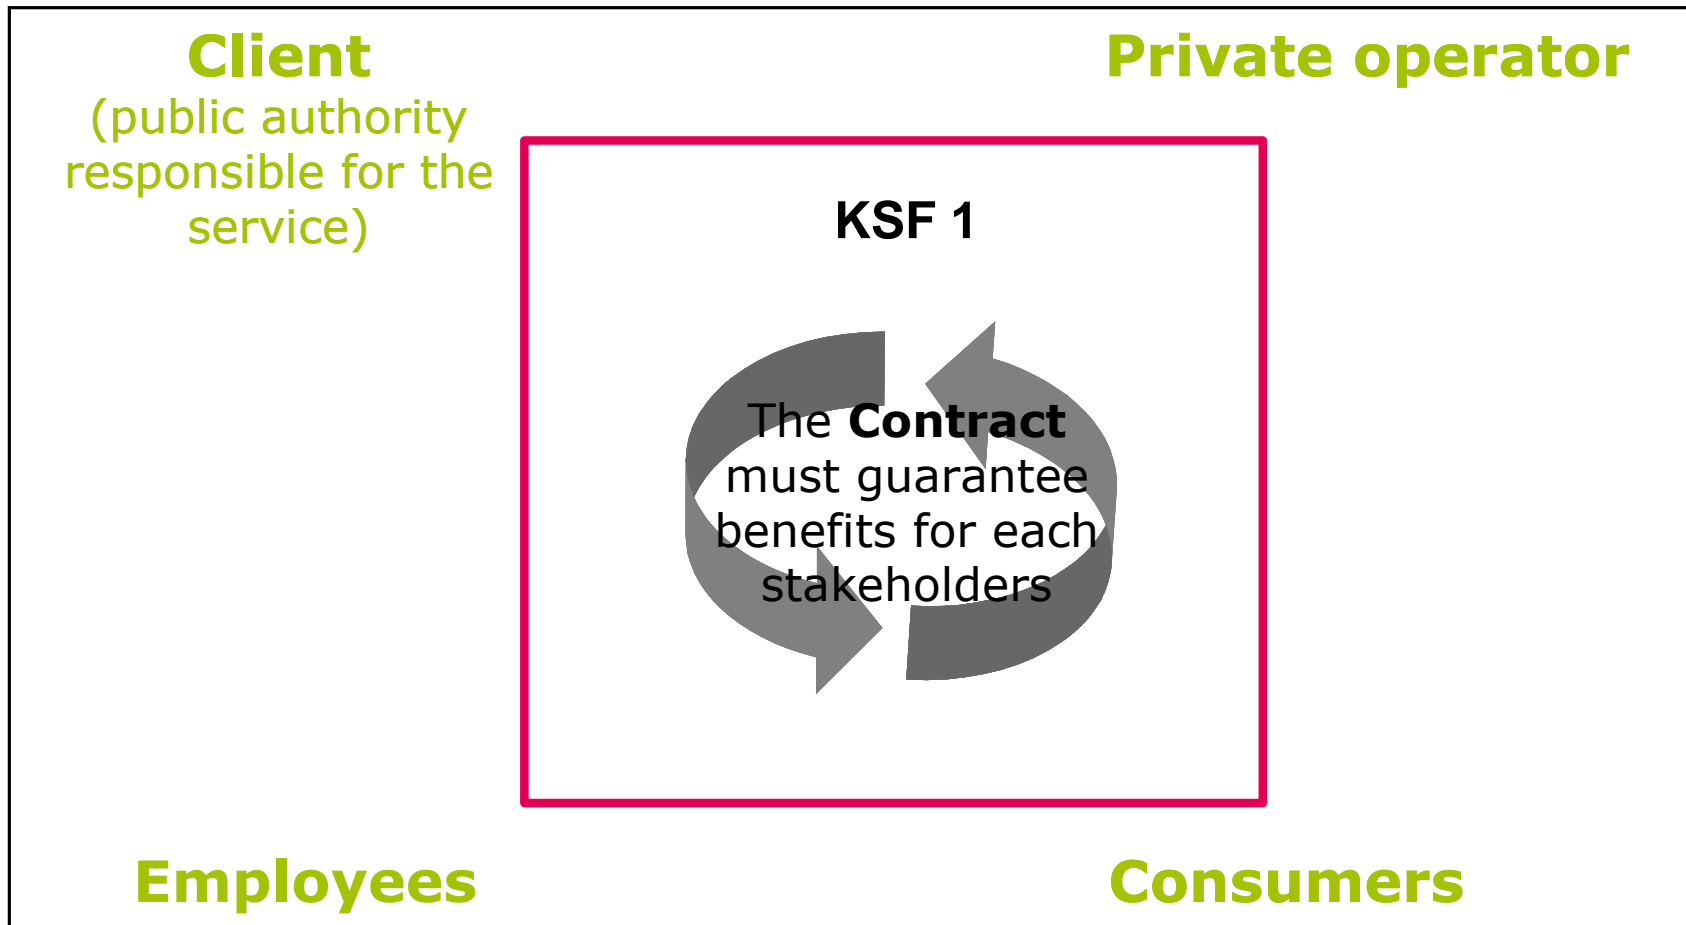 Client
(public authority
responsible for the
service)
Private operator
KSF 1
The Contract
must guarantee
benefits for each
stakeholders
Employees
Consumers